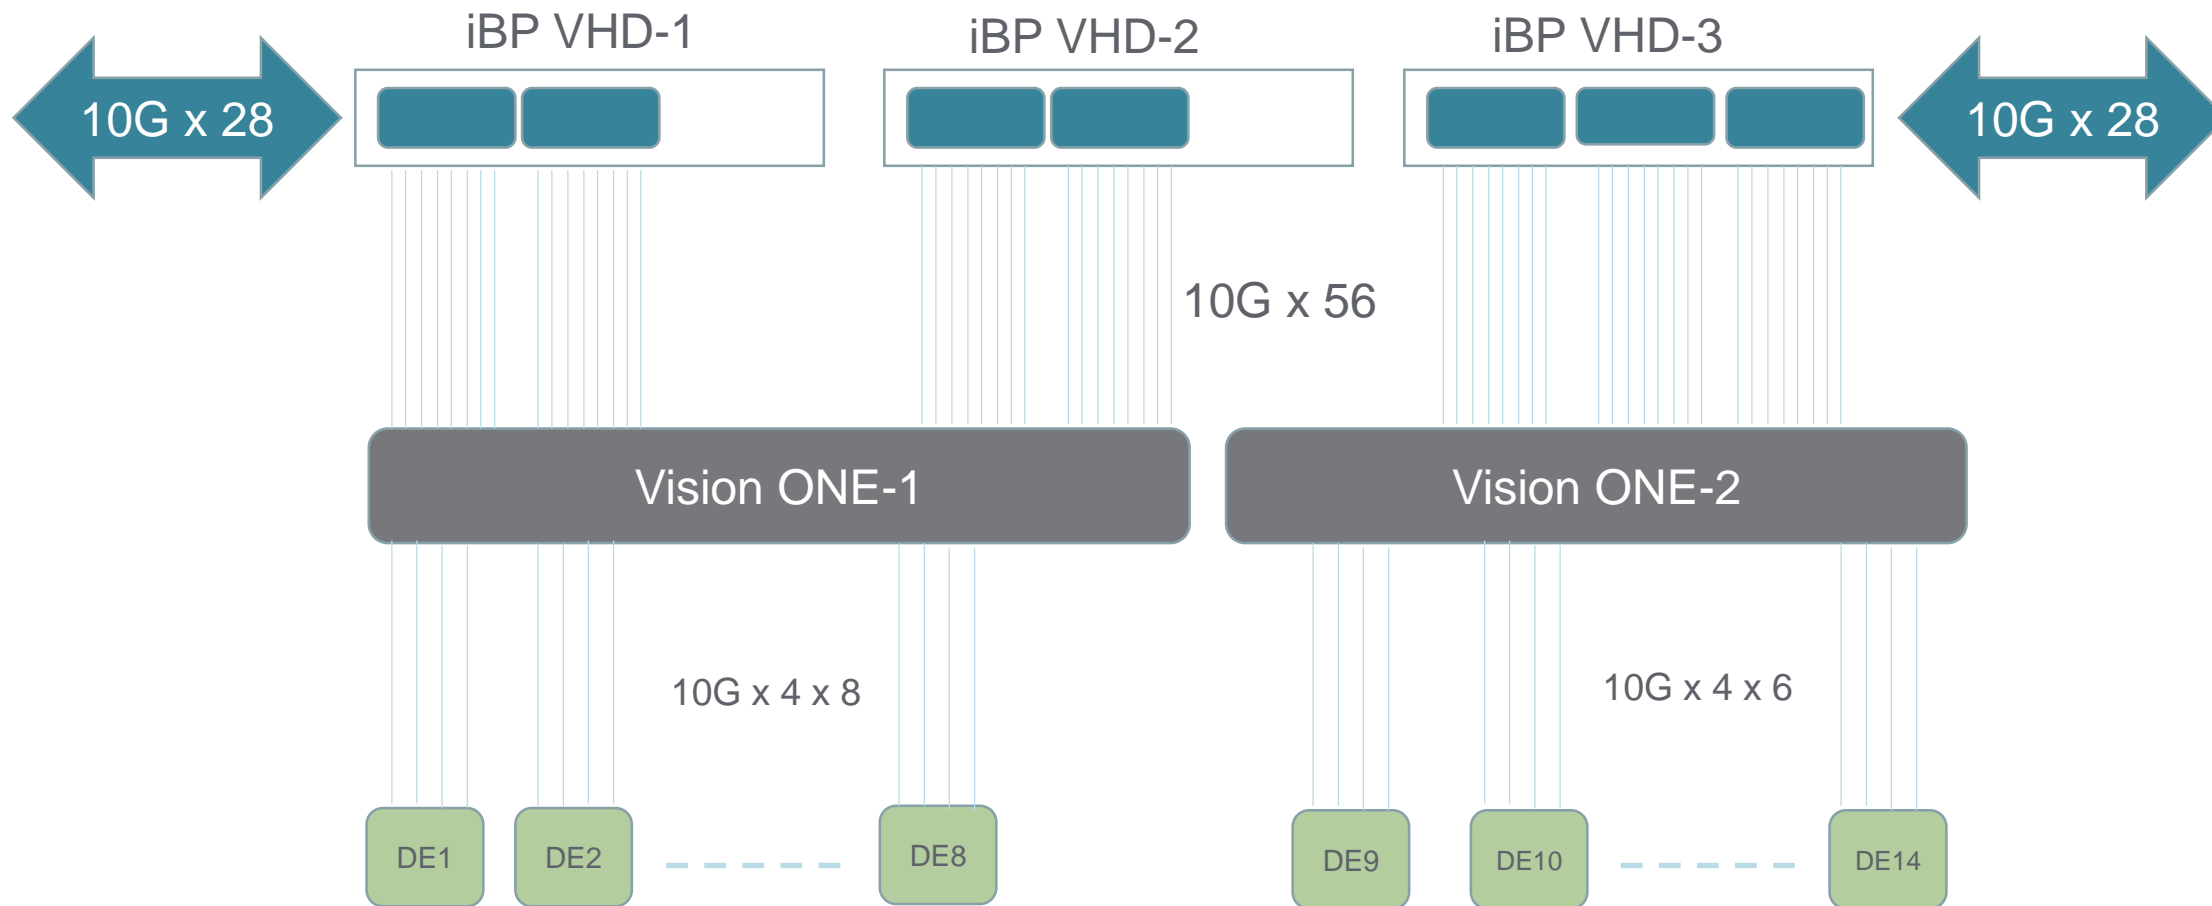 iBP VHD-1
iBP VHD-2
iBP VHD-3
10G x 28
10G x 28
10G x 56
Vision ONE-1
Vision ONE-2
10G x 4 x 8
10G x 4 x 6
DE1
DE2
DE8
DE9
DE10
DE14